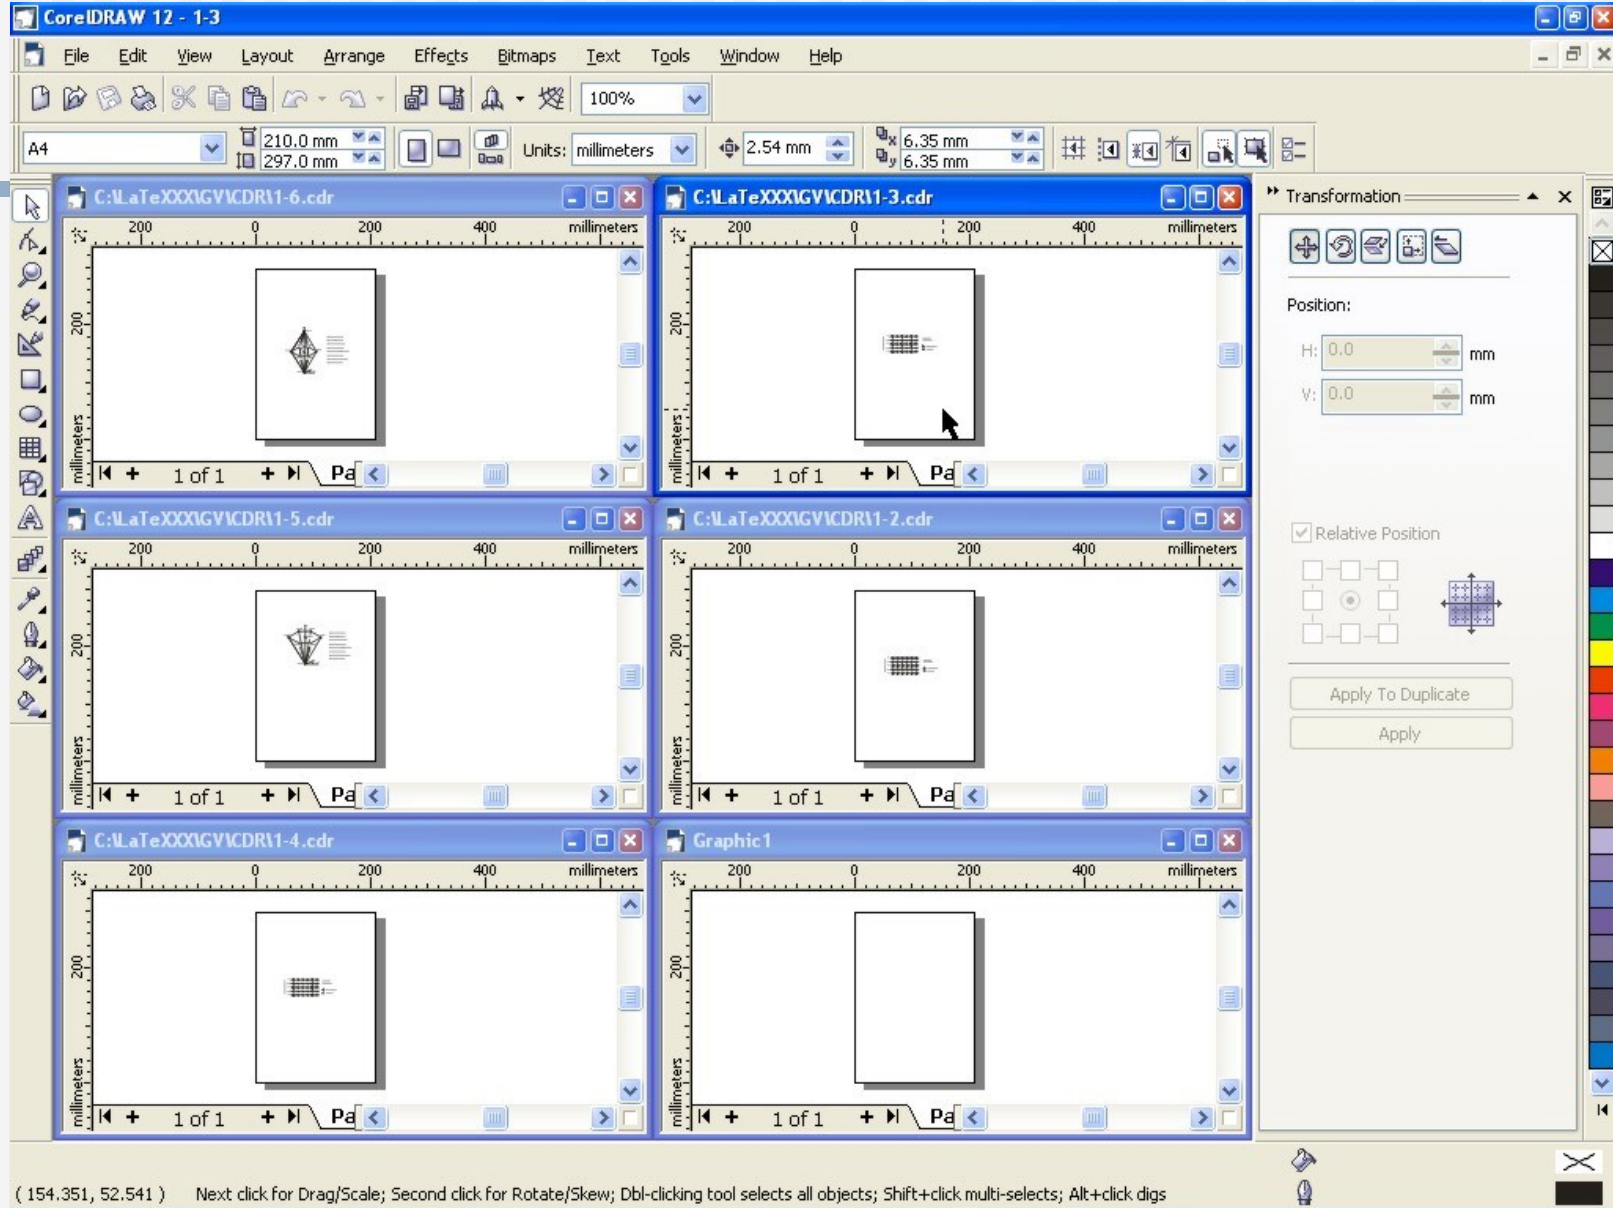 CorelDRAW 12 - 1-3
File Edit View Layout Arrange Effects Bitmaps Text Tools Window Help
100%
A4 210.0 mm 297.0 mm Units: millimeters 2.54 mm x 6.35 mm y 6.35 mm
C:\LaTeXXX\GV\CDR\1-6.cdr
200 0 200 400 millimeters
200
millimeters
1 of 1 Pa
C:\LaTeXXX\GV\CDR\1-3.cdr
200 0 200 400 millimeters
200
millimeters
1 of 1 Pa
C:\LaTeXXX\GV\CDR\1-5.cdr
200 0 200 400 millimeters
200
millimeters
1 of 1 Pa
C:\LaTeXXX\GV\CDR\1-2.cdr
200 0 200 400 millimeters
200
millimeters
1 of 1 Pa
C:\LaTeXXX\GV\CDR\1-4.cdr
200 0 200 400 millimeters
200
millimeters
1 of 1 Pa
Graphic1
200 0 200 400 millimeters
200
millimeters
1 of 1 Pa
Transformation
Position:
H: 0.0 mm
V: 0.0 mm
Relative Position
Apply To Duplicate
Apply
( 154.351, 52.541 ) Next click for Drag/Scale; Second click for Rotate/Skew; Dbl-clicking tool selects all objects; Shift+click multi-selects; Alt+click digs